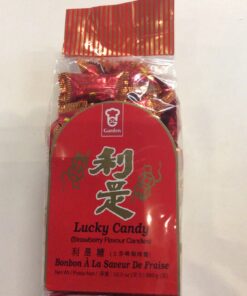 Garden
利是
Lucky Candy
(Strawberry Flavour Candies)
利是糖
Bonbon À La Saveur De Fraise